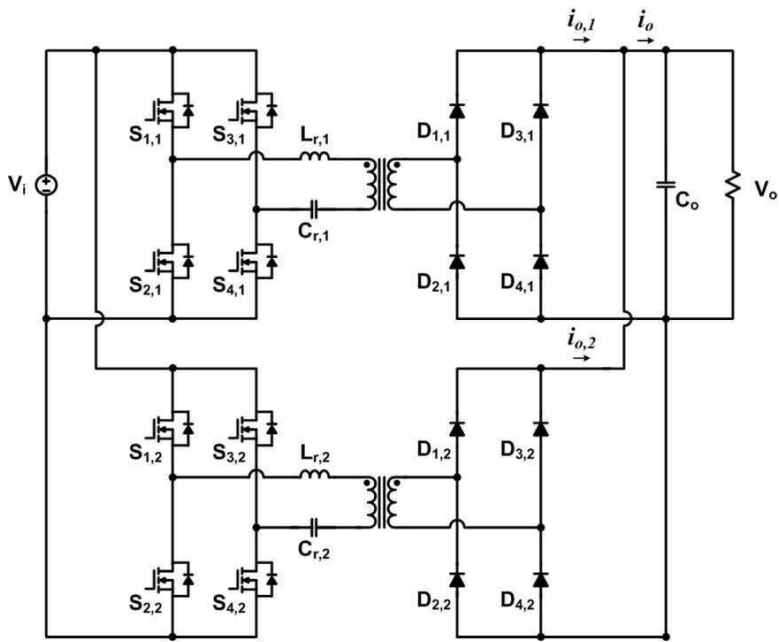 i_{o,1} i_o
S_{1,1} S_{3,1} L_{r,1} D_{1,1} D_{3,1}
V_i C_{r,1} C_o V_o
S_{2,1} S_{4,1} D_{2,1} D_{4,1}
i_{o,2}
S_{1,2} S_{3,2} L_{r,2} D_{1,2} D_{3,2}
C_{r,2}
S_{2,2} S_{4,2} D_{2,2} D_{4,2}